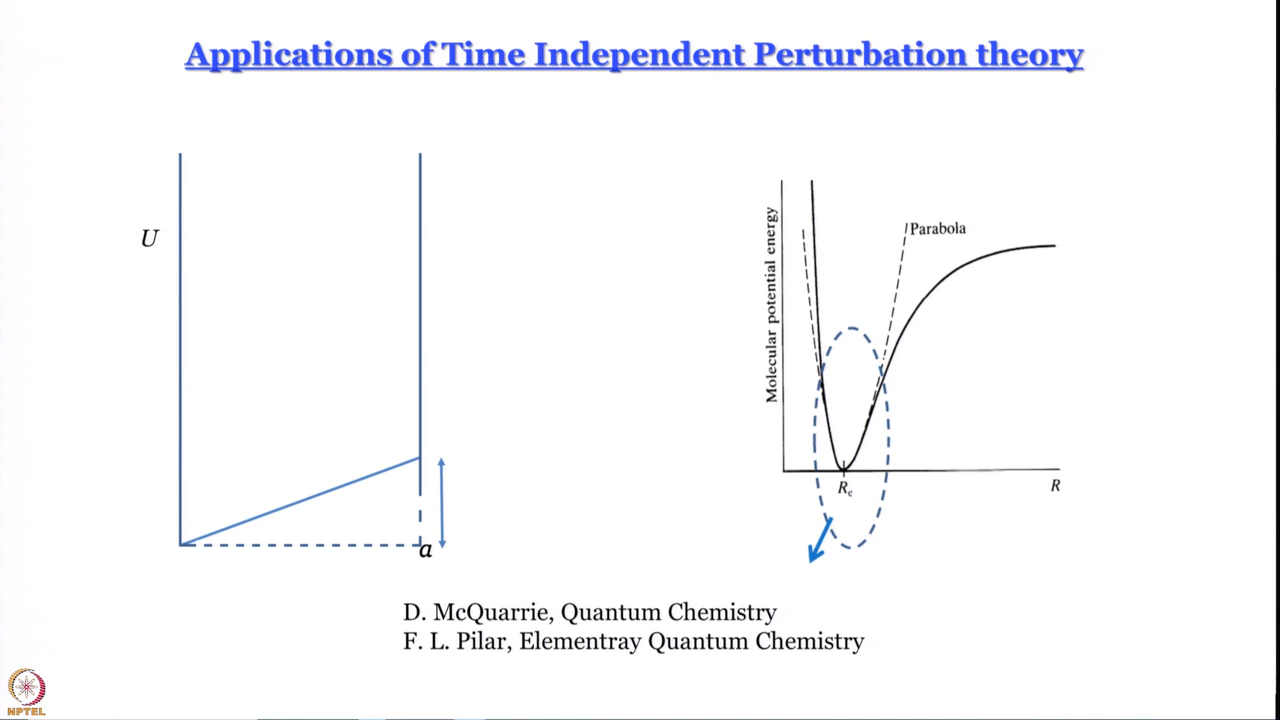 Applications of Time Independent Perturbation theory
U
a
Molecular potential energy
Parabola
Re
R
D. McQuarrie, Quantum Chemistry
F. L. Pilar, Elementray Quantum Chemistry
NPTEL